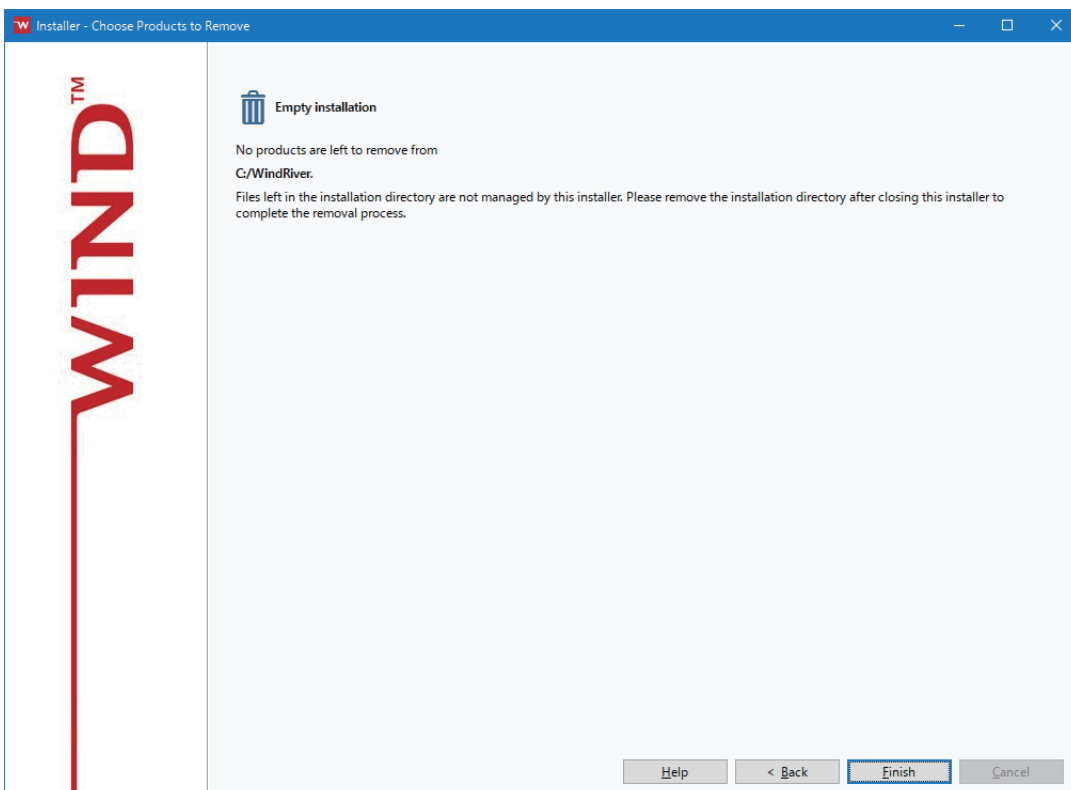 W Installer - Choose Products to Remove
WIND™
Empty installation
No products are left to remove from
C:/WindRiver.
Files left in the installation directory are not managed by this installer. Please remove the installation directory after closing this installer to
complete the removal process.
Help
< Back
Finish
Cancel